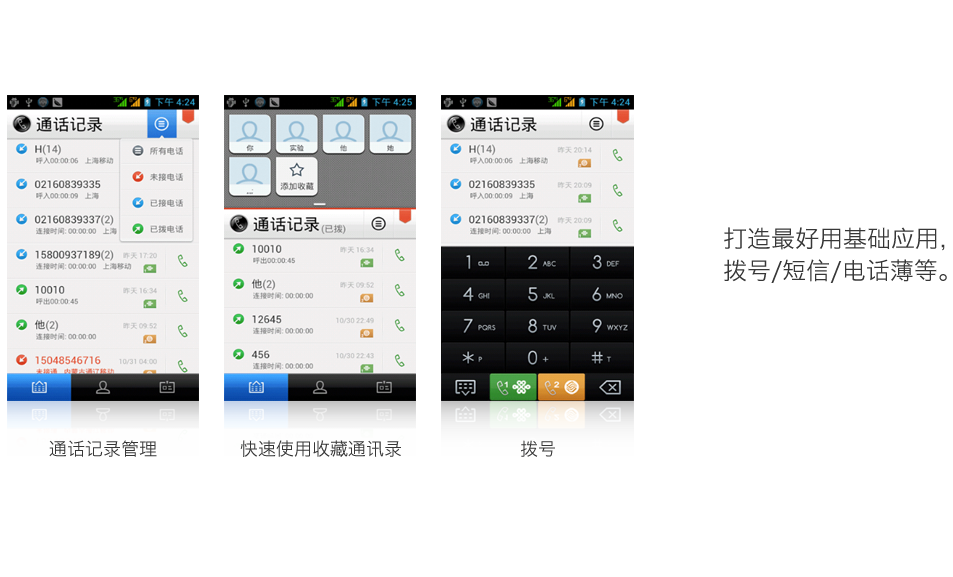 下午 4:24
通话记录
H(14)
呼入00:00:06 上海移动
02160839335
呼入00:00:09 上海
02160839337(2)
连接时间: 00:00:00 上海
所有电话
未接电话
已接电话
已拨电话
15800937189(2)
昨天 17:20
连接时间: 00:00:00 上海移动
10010
昨天 16:34
呼出00:00:45
他(2)
昨天 09:52
连接时间: 00:00:00
15048546716
10/31 04:00
未接通 内蒙古通辽移动
通话记录管理
下午 4:25
你
实验
他
她
...
添加收藏
通话记录(已拨)
10010
昨天 16:34
呼出00:00:45
他(2)
昨天 09:52
连接时间: 00:00:00
12645
10/30 22:49
连接时间: 00:00:00
456
10/30 22:43
连接时间: 00:00:00
快速使用收藏通讯录
下午 4:24
通话记录
H(14)
昨天 20:14
呼入00:00:06 上海移动
02160839335
昨天 20:09
呼入00:00:09 上海
02160839337(2)
昨天 20:09
连接时间: 00:00:00 上海
1
2 ABC
3 DEF
4 GHI
5 JKL
6 MNO
7 PQRS
8 TUV
9 WXYZ
* P
0 +
# T
1
2
拨号
打造最好用基础应用,
拨号/短信/电话薄等。